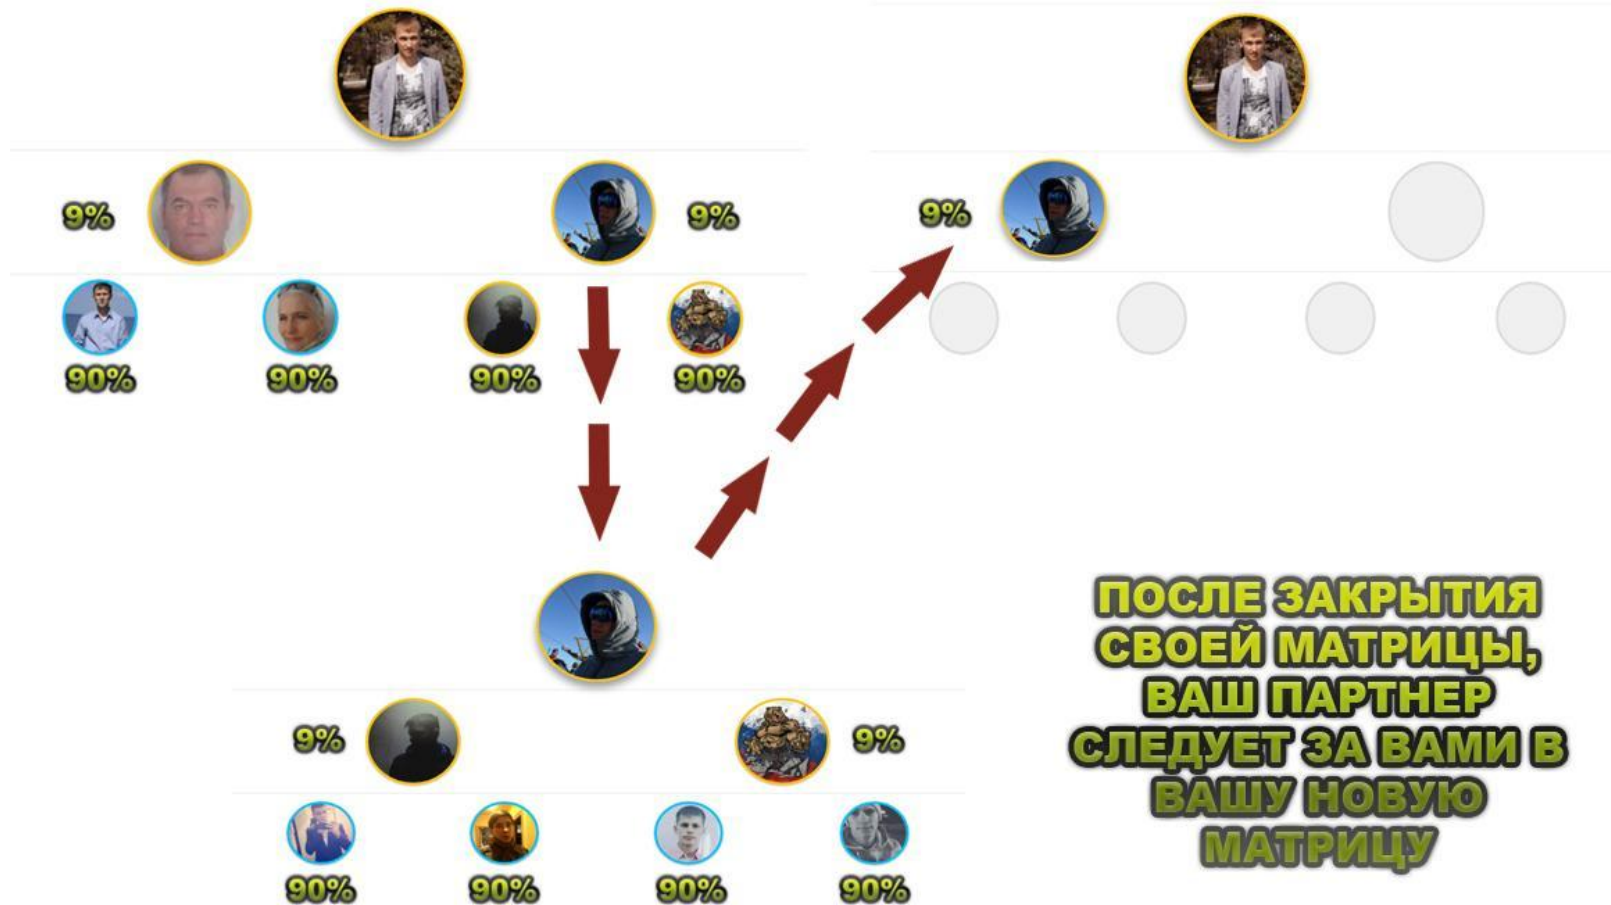 9%
9%
90%
90%
90%
90%
9%
9%
9%
90%
90%
90%
90%
ПОСЛЕ ЗАКРЫТИЯ
СВОЕЙ МАТРИЦЫ,
ВАШ ПАРТНЕР
СЛЕДУЕТ ЗА ВАМИ В
ВАШУ НОВУЮ
МАТРИЦУ